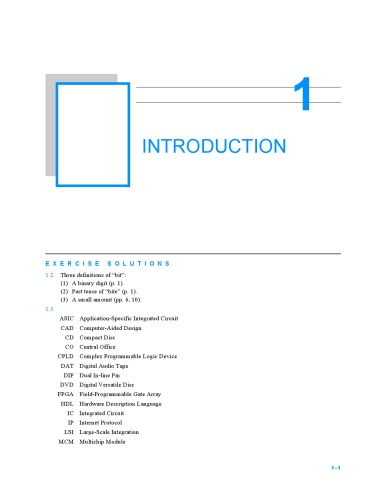 1
INTRODUCTION
EXERCISE SOLUTIONS
1.2 Three definitions of “bit”:
(1) A binary digit (p. 1).
(2) Past tense of “bite” (p. 1).
(3) A small amount (pp. 6, 10).
1.3
ASIC Application-Specific Integrated Circuit
CAD Computer-Aided Design
CD Compact Disc
CO Central Office
CPLD Complex Programmable Logic Device
DAT Digital Audio Tape
DIP Dual In-line Pin
DVD Digital Versatile Disc
FPGA Field-Programmable Gate Array
HDL Hardware Description Language
IC Integrated Circuit
IP Internet Protocol
LSI Large-Scale Integration
MCM Multichip Module
1–1